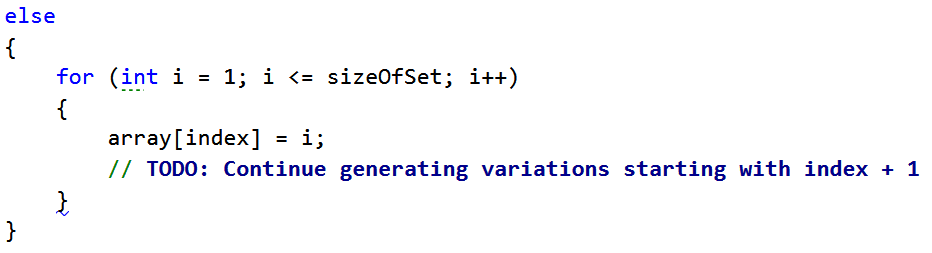 else
{
    for (int i = 1; i <= sizeOfSet; i++)
    {
        array[index] = i;
        // TODO: Continue generating variations starting with index + 1
    }
}